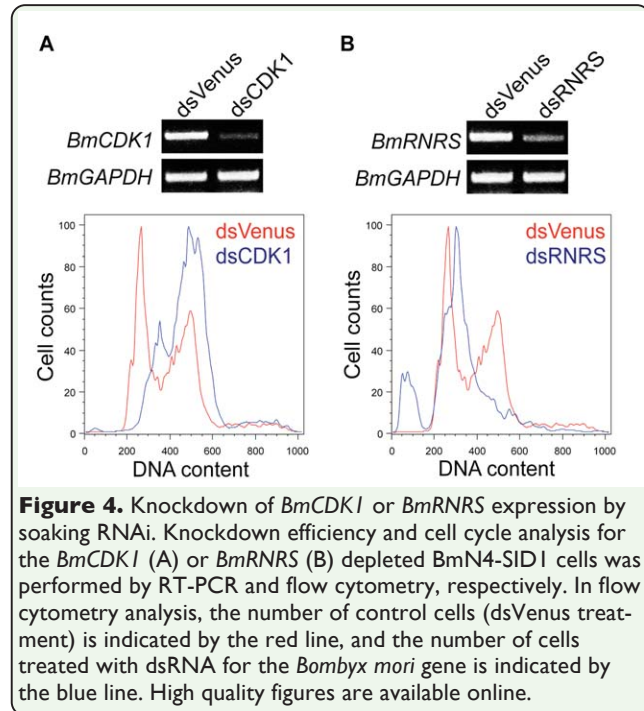 A
dsVenus
dsCDK1
BmCDK1
BmGAPDH
dsVenus
dsCDK1
Cell counts
100
80
60
40
20
0
0 200 400 600 800 1000
DNA content
B
dsVenus
dsRNRS
BmRNRS
BmGAPDH
dsVenus
dsRNRS
Cell counts
100
80
60
40
20
0
0 200 400 600 800 1000
DNA content
Figure 4. Knockdown of BmCDK1 or BmRNRS expression by
soaking RNAi. Knockdown efficiency and cell cycle analysis for
the BmCDK1 (A) or BmRNRS (B) depleted BmN4-SID1 cells was
performed by RT-PCR and flow cytometry, respectively. In flow
cytometry analysis, the number of control cells (dsVenus treat-
ment) is indicated by the red line, and the number of cells
treated with dsRNA for the Bombyx mori gene is indicated by
the blue line. High quality figures are available online.